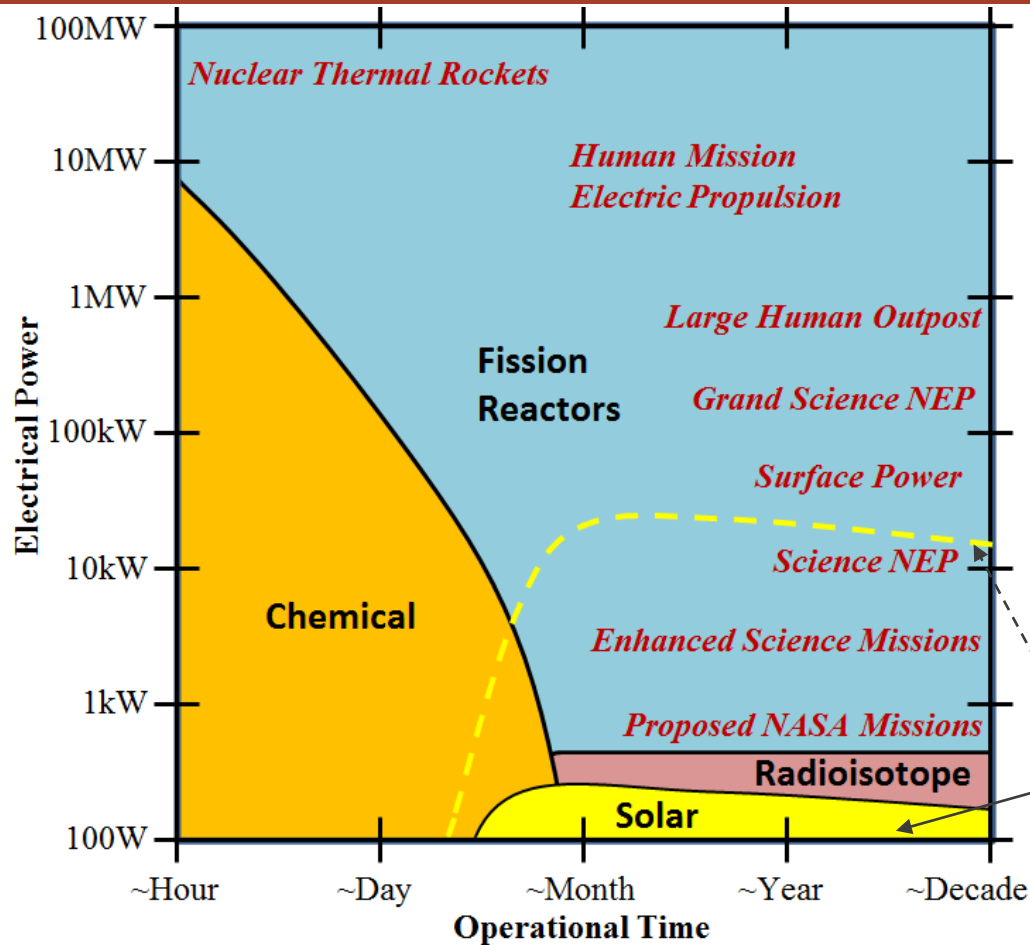 100MW
Nuclear Thermal Rockets
10MW
Human Mission
Electric Propulsion
1MW
Large Human Outpost
Fission
Reactors
Grand Science NEP
100kW
Surface Power
10kW
Science NEP
Chemical
Enhanced Science Missions
1kW
Proposed NASA Missions
Radioisotope
Solar
100W
Electrical Power
~Hour
~Day
~Month
~Year
~Decade
Operational Time